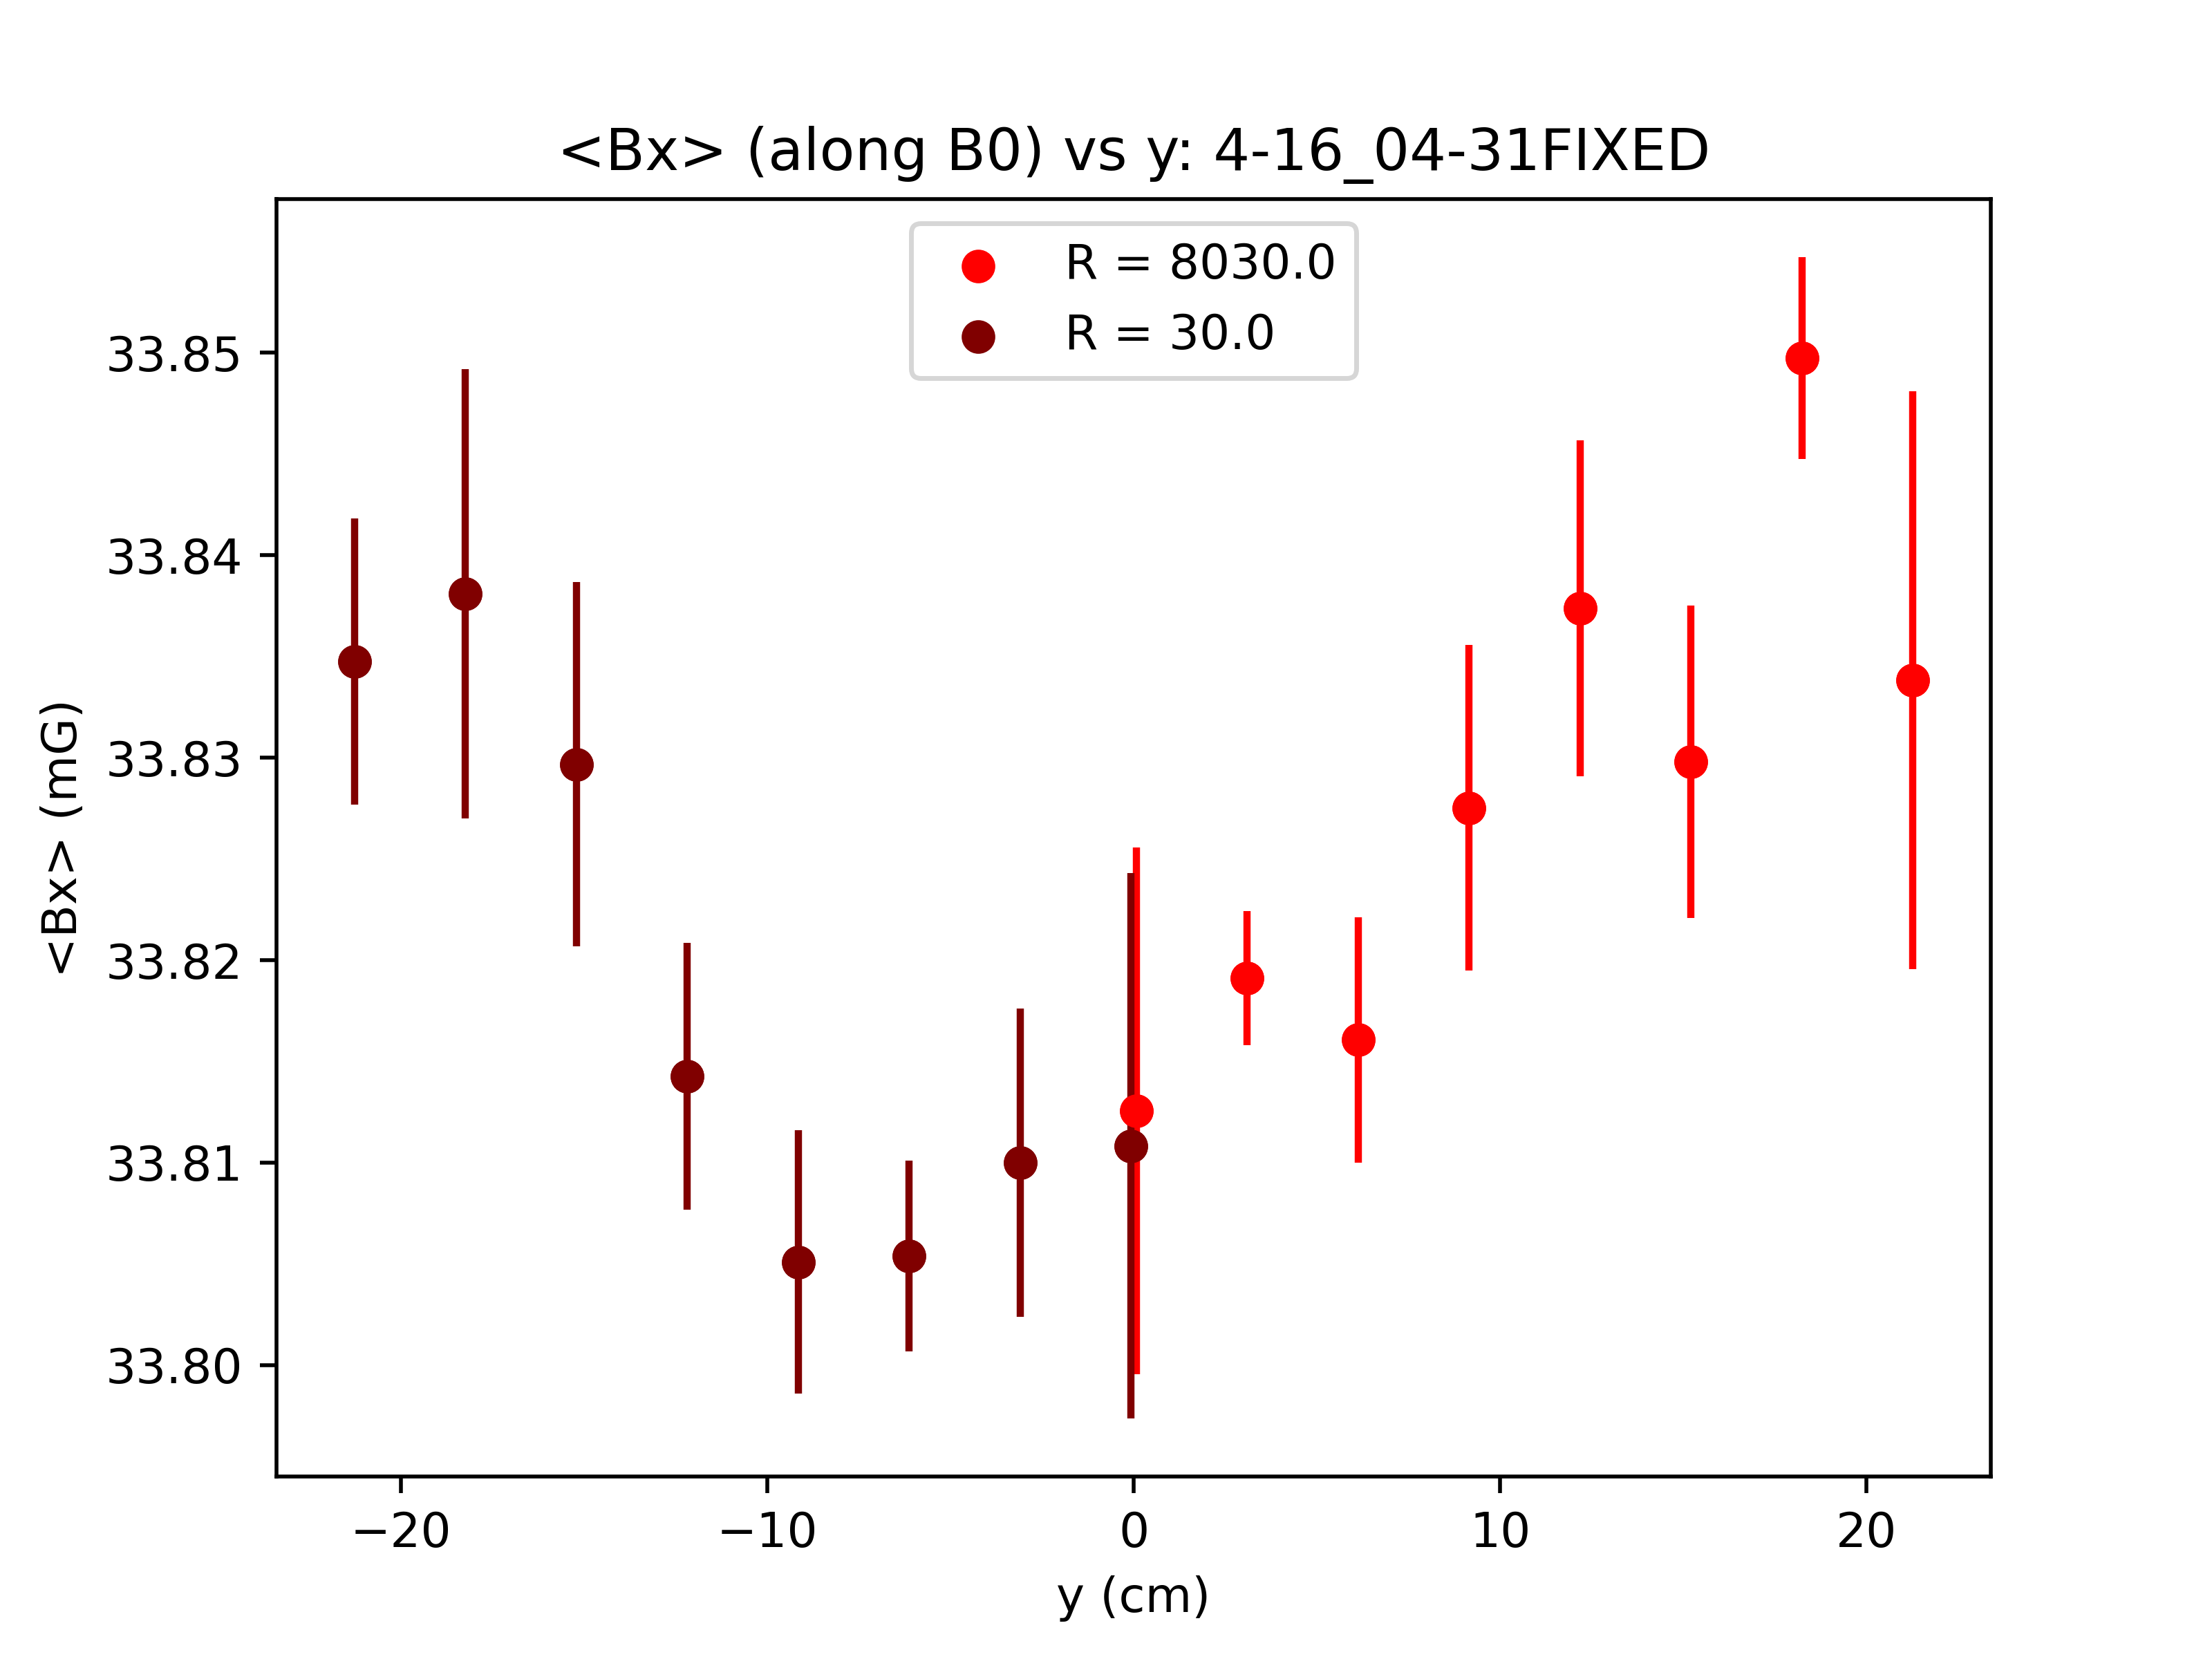 <Bx> (along B0) vs y: 4-16_04-31FIXED
R = 8030.0
R = 30.0
33.85
33.84
33.83
33.82
33.81
33.80
<Bx> (mG)
−20
−10
0
10
20
y (cm)